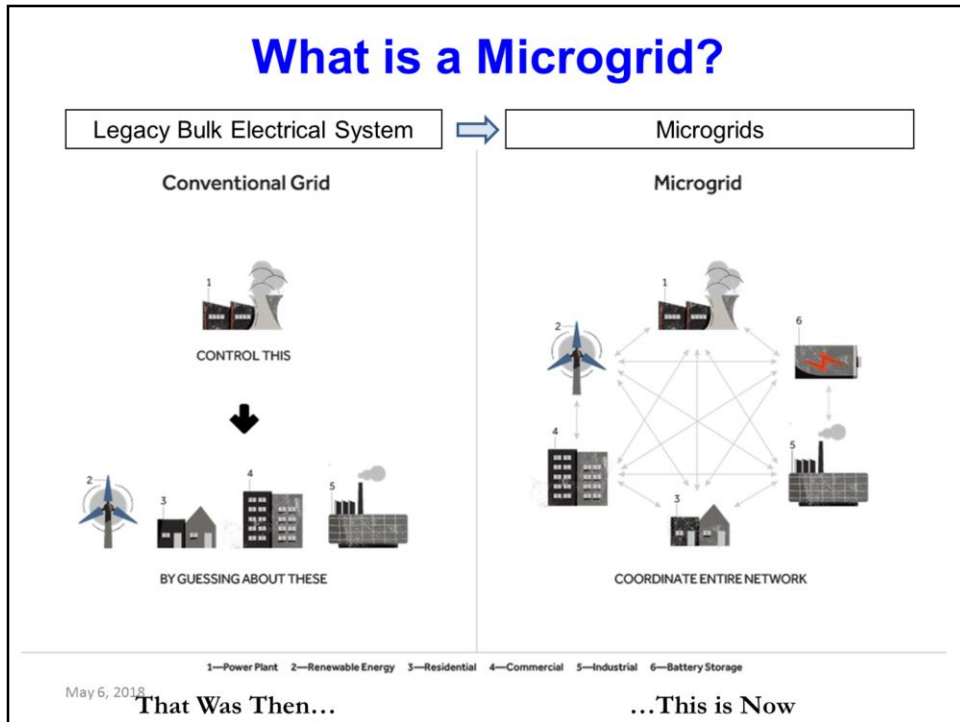 What is a Microgrid?
Legacy Bulk Electrical System
Microgrids
Conventional Grid
Microgrid
1
CONTROL THIS
2
3
4
5
BY GUESSING ABOUT THESE
1
2
6
4
5
3
COORDINATE ENTIRE NETWORK
1—Power Plant 2—Renewable Energy 3—Residential 4—Commercial 5—Industrial 6—Battery Storage
May 6, 2018
That Was Then…
…This is Now